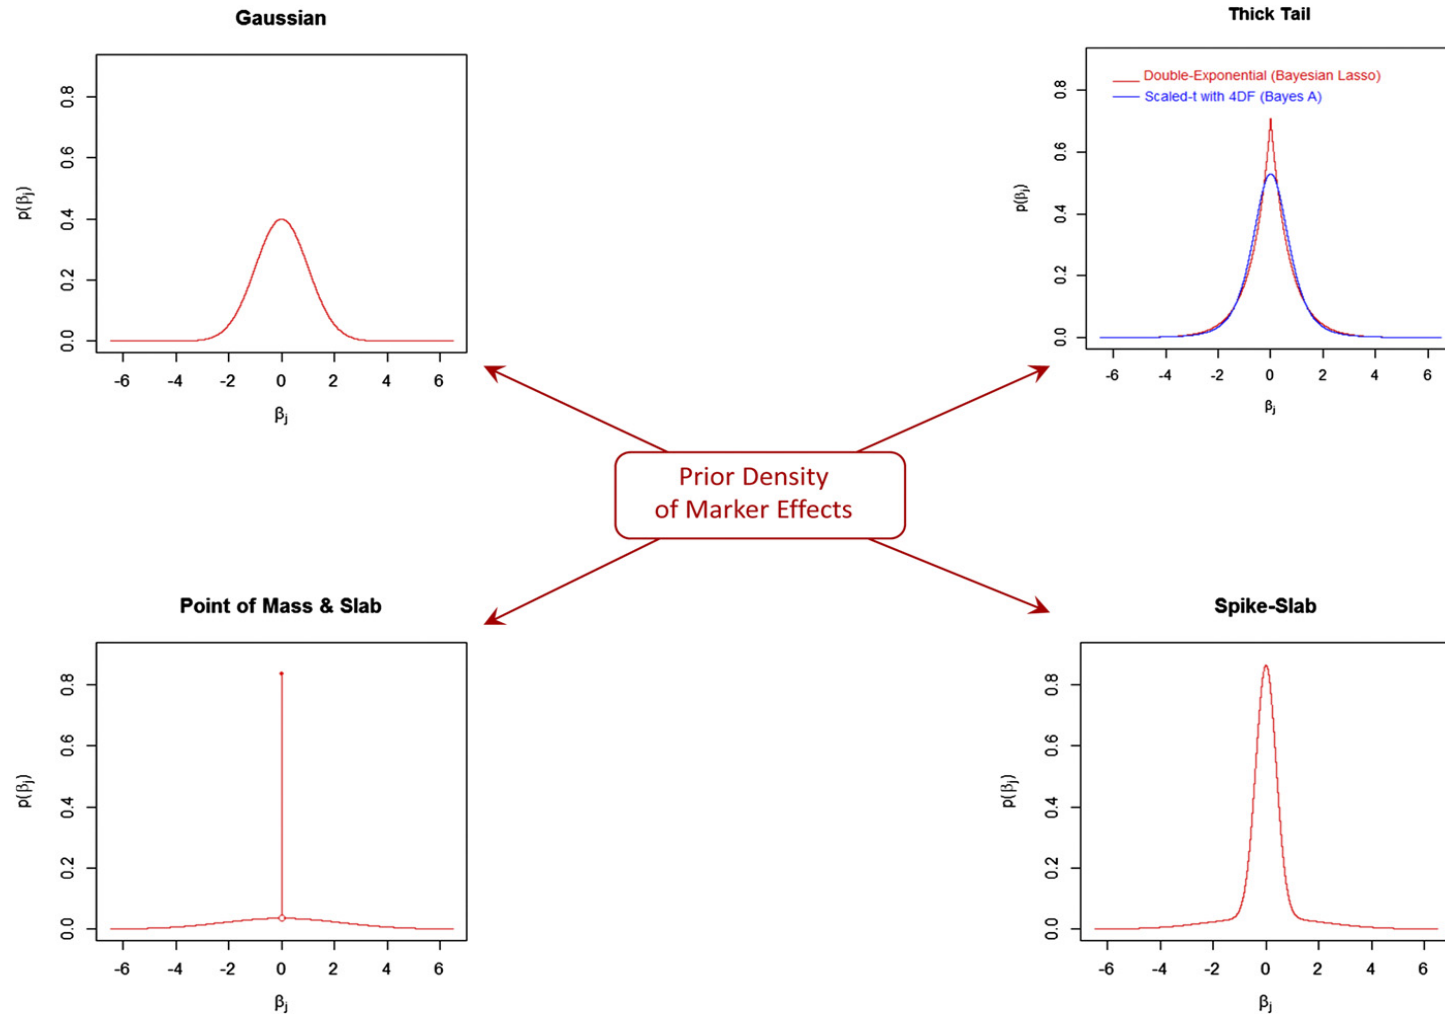 Gaussian
p(βj)
0.0 0.2 0.4 0.6 0.8
-6 -4 -2 0 2 4 6
βj
Thick Tail
Double-Exponential (Bayesian Lasso)
Scaled-t with 4DF (Bayes A)
p(βj)
0.0 0.2 0.4 0.6 0.8
-6 -4 -2 0 2 4 6
βj
Prior Density
of Marker Effects
Point of Mass & Slab
p(βj)
0.0 0.2 0.4 0.6 0.8
-6 -4 -2 0 2 4 6
βj
Spike-Slab
p(βj)
0.0 0.2 0.4 0.6 0.8
-6 -4 -2 0 2 4 6
βj